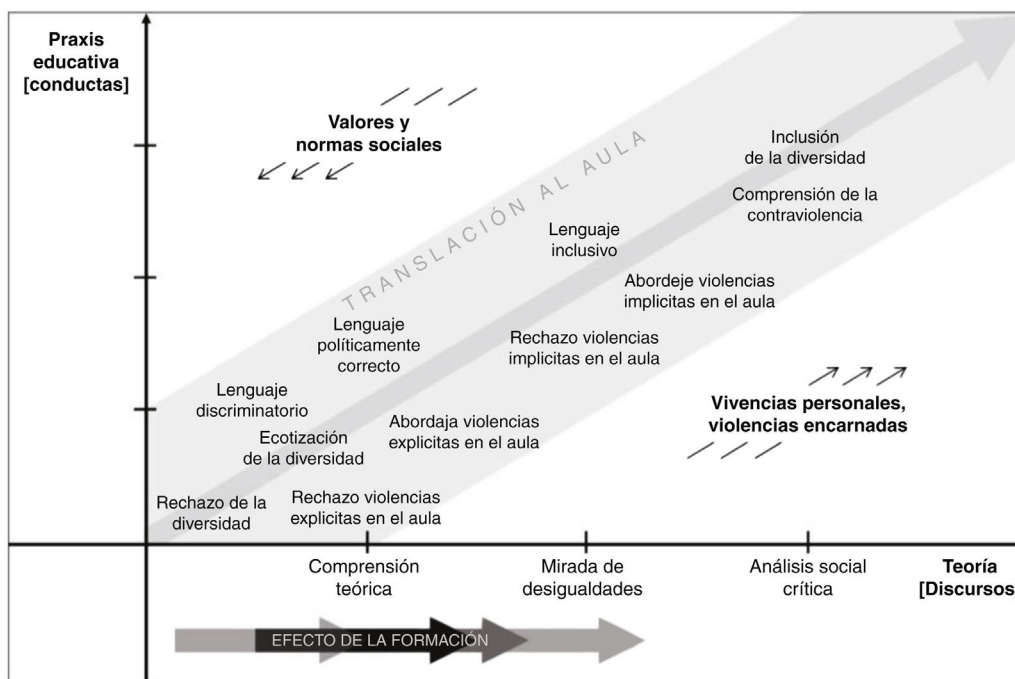 Praxis
educativa
[conductas]
Valores y
normas sociales
TRANSLACIÓN AL AULA
Inclusión
de la diversidad
Comprensión de la
contraviolencia
Lenguaje
inclusivo
Abordeje violencias
implicitas en el aula
Lenguaje
políticamente
correcto
Rechazo violencias
implicitas en el aula
Lenguaje
discriminatorio
Vivencias personales,
violencias encarnadas
Abordaja violencias
explicitas en el aula
Ecotización
de la diversidad
Rechazo de la
diversidad
Rechazo violencias
explicitas en el aula
Comprensión
teórica
Mirada de
desigualdades
Análisis social
crítica
Teoría
[Discursos
EFECTO DE LA FORMACIÓN